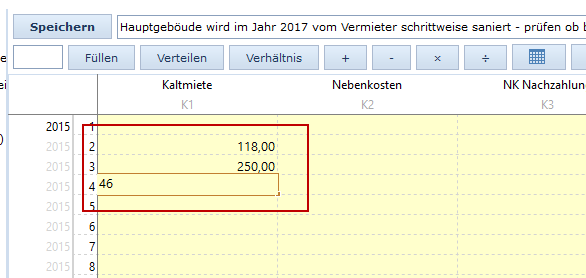 Speichern Hauptgebäude wird im Jahr 2017 vom Vermieter schrittweise saniert - prüfen ob
Füllen Verteilen Verhältnis + - × ÷
Kaltmiete Nebenkosten NK Nachzahlun
K1 K2 K3
2015 1
2015 2 118,00
2015 3 250,00
2015 4 46
2015 5
2015 6
2015 7
2015 8